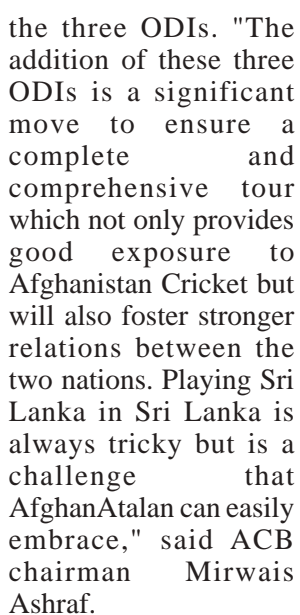 the three ODIs. "The
addition of these three
ODIs is a significant
move to ensure a
complete and
comprehensive tour
which not only provides
good exposure to
Afghanistan Cricket but
will also foster stronger
relations between the
two nations. Playing Sri
Lanka in Sri Lanka is
always tricky but is a
challenge that
AfghanAtalan can easily
embrace," said ACB
chairman Mirwais
Ashraf.